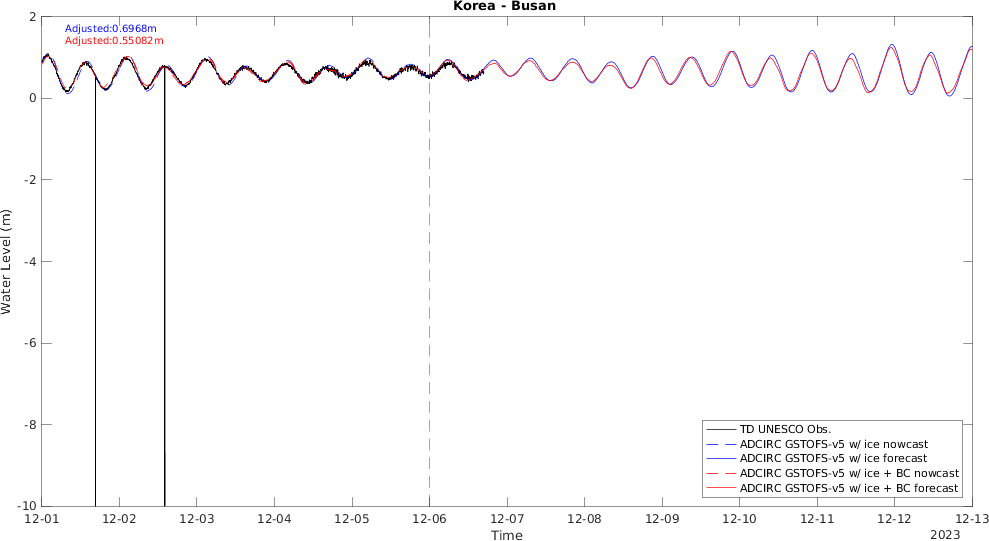 Korea - Busan
Adjusted:0.6968m
Adjusted:0.55082m
Water Level (m)
2
0
-2
-4
-6
-8
-10
TD UNESCO Obs.
ADCIRC GSTOFS-v5 w/ ice nowcast
ADCIRC GSTOFS-v5 w/ ice forecast
ADCIRC GSTOFS-v5 w/ ice + BC nowcast
ADCIRC GSTOFS-v5 w/ ice + BC forecast
12-01 12-02 12-03 12-04 12-05 12-06 12-07 12-08 12-09 12-10 12-11 12-12 12-13
Time
2023